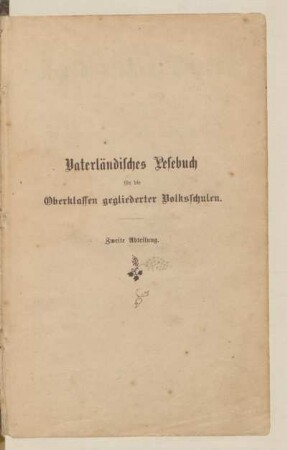 Vaterländisches Lesebuch
für die
Oberklassen gegliederter Volksschulen.
Zweite Abteilung.